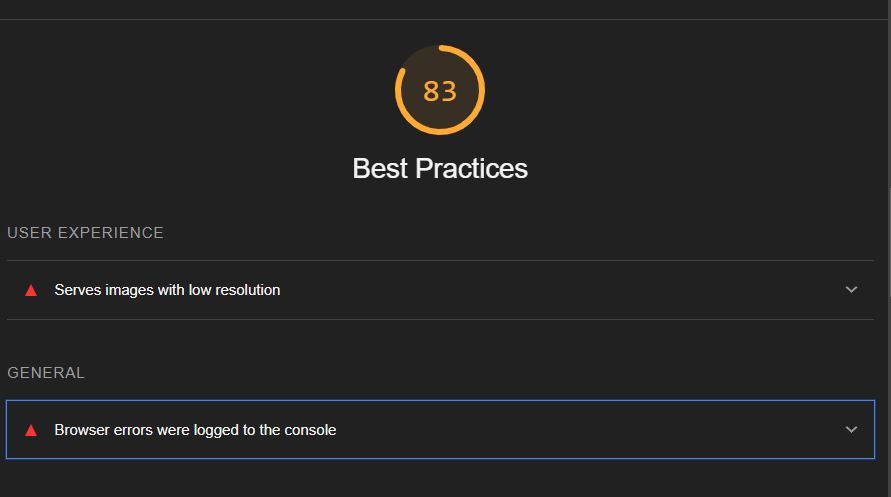 83
Best Practices
USER EXPERIENCE
Serves images with low resolution
GENERAL
Browser errors were logged to the console